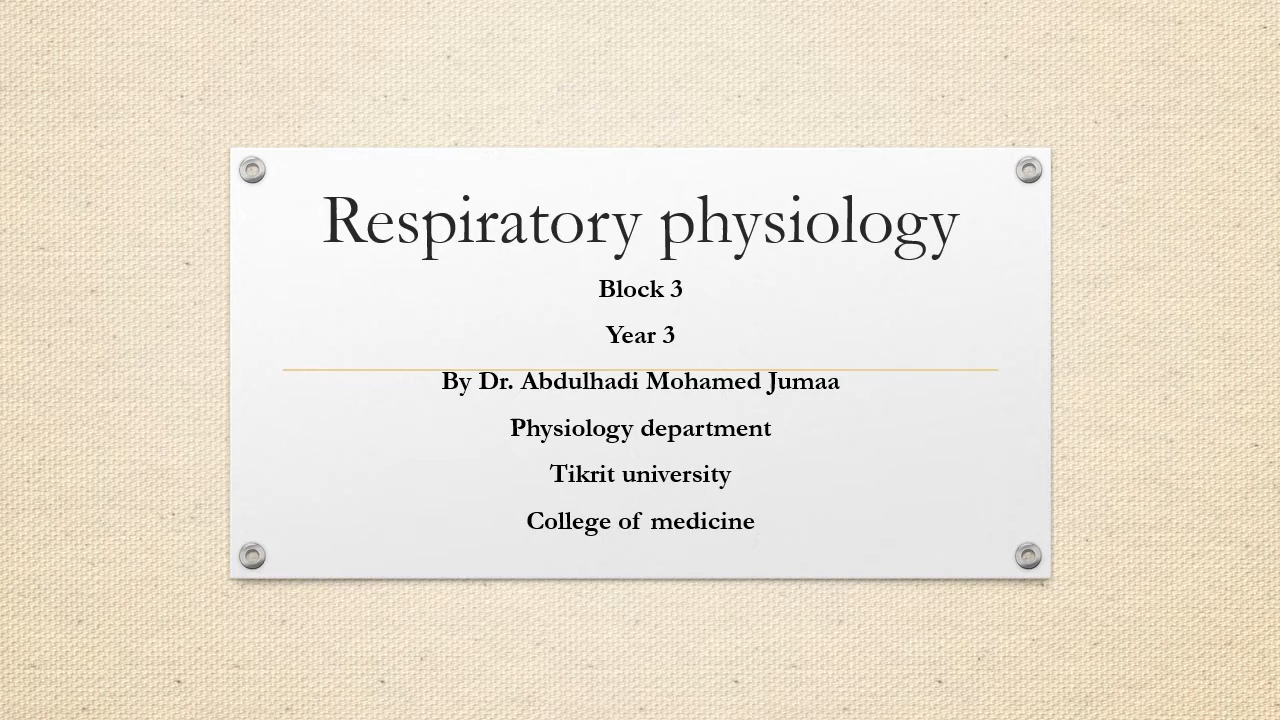 Respiratory physiology
Block 3
Year 3
By Dr. Abdulhadi Mohamed Jumaa
Physiology department
Tikrit university
College of medicine